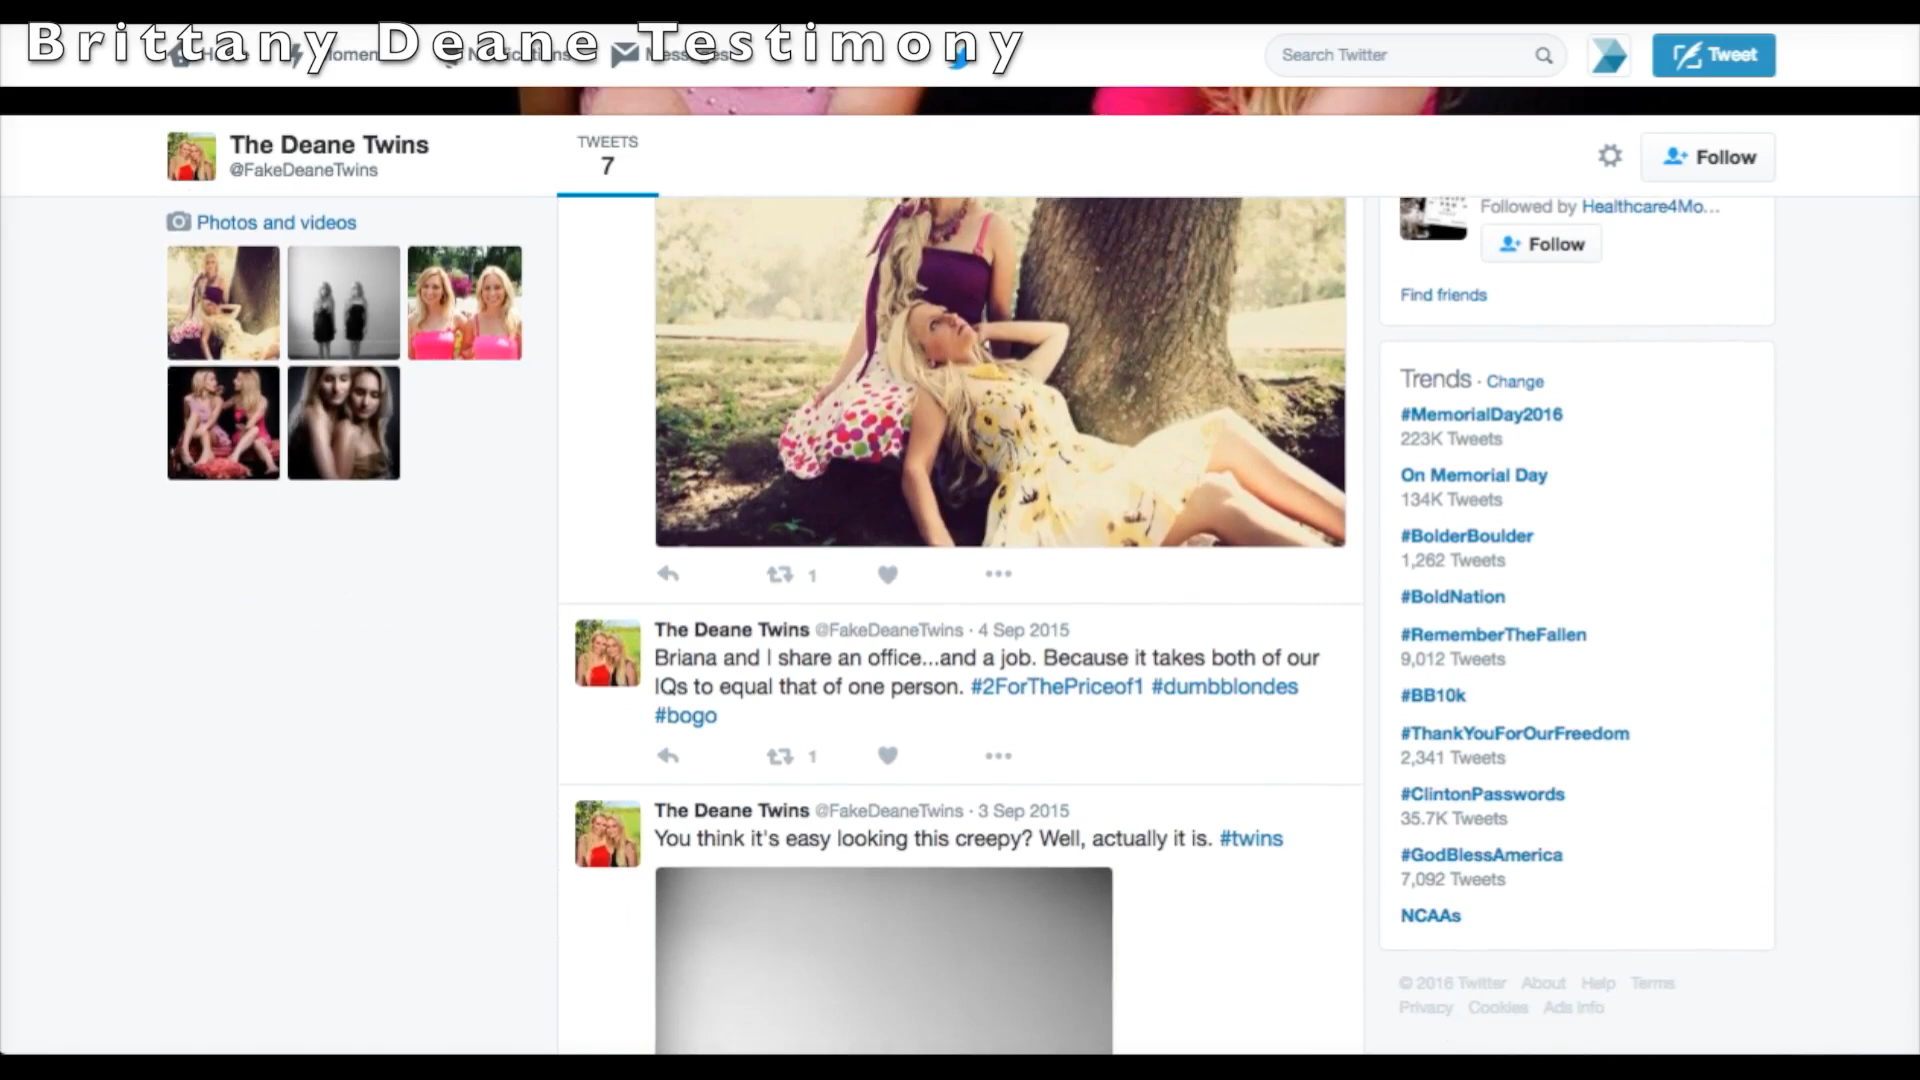 Brittany Deane Testimony
Search Twitter
Tweet
The Deane Twins
@FakeDeaneTwins
TWEETS
7
Follow
Photos and videos
Followed by Healthcare4Mo...
Follow
Find friends
1
The Deane Twins @FakeDeaneTwins · 4 Sep 2015
Briana and I share an office...and a job. Because it takes both of our
IQs to equal that of one person. #2ForThePriceof1 #dumbblondes
#bogo
1
The Deane Twins @FakeDeaneTwins · 3 Sep 2015
You think it's easy looking this creepy? Well, actually it is. #twins
Trends · Change
#MemorialDay2016
223K Tweets
On Memorial Day
134K Tweets
#BolderBoulder
1,262 Tweets
#BoldNation
#RememberTheFallen
9,012 Tweets
#BB10k
#ThankYouForOurFreedom
2,341 Tweets
#ClintonPasswords
35.7K Tweets
#GodBlessAmerica
7,092 Tweets
NCAAs
© 2016 Twitter About Help Terms
Privacy Cookies Ads info